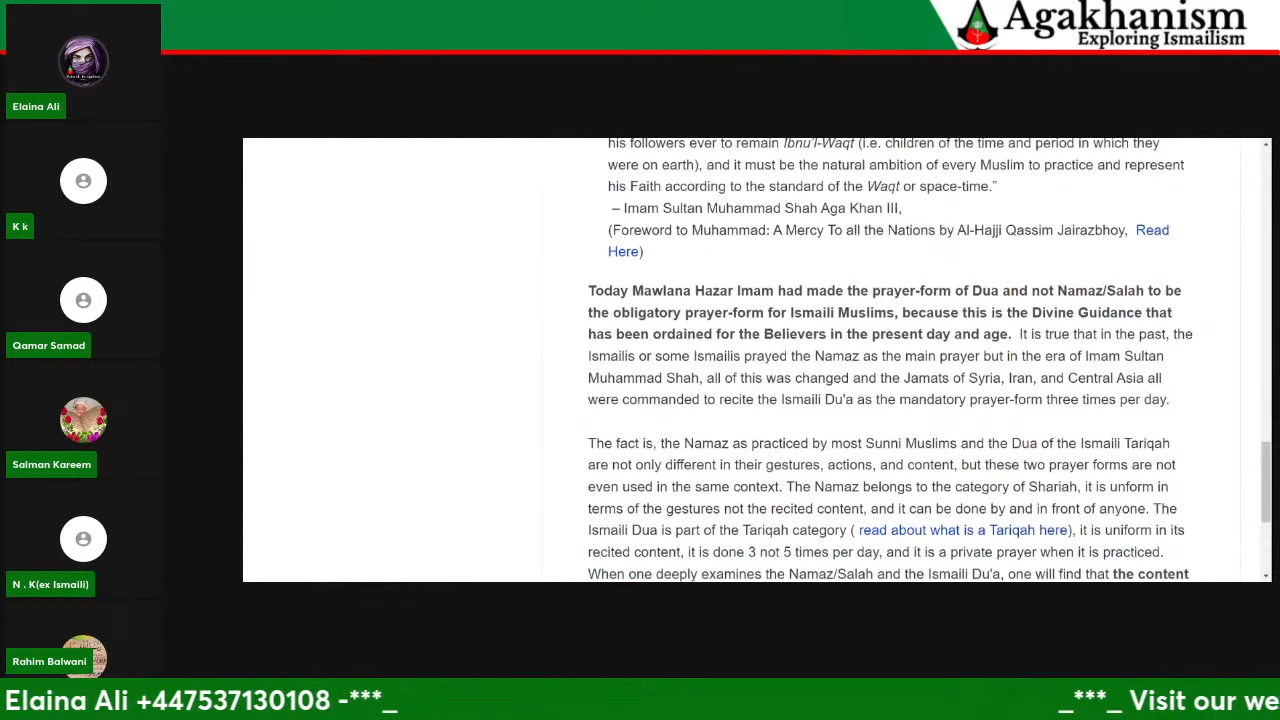 Agakhanism
Exploring Ismailism
Elaina Ali
K k
Qamar Samad
Salman Kareem
N . K(ex Ismaili)
Rahim Balwani
his followers ever to remain Ibnu'l-Waqt (i.e. children of the time and period in which they
were on earth), and it must be the natural ambition of every Muslim to practice and represent
his Faith according to the standard of the Waqt or space-time.”
– Imam Sultan Muhammad Shah Aga Khan III,
(Foreword to Muhammad: A Mercy To all the Nations by Al-Hajji Qassim Jairazbhoy, Read
Here)
Today Mawlana Hazar Imam had made the prayer-form of Dua and not Namaz/Salah to be
the obligatory prayer-form for Ismaili Muslims, because this is the Divine Guidance that
has been ordained for the Believers in the present day and age. It is true that in the past, the
Ismailis or some Ismailis prayed the Namaz as the main prayer but in the era of Imam Sultan
Muhammad Shah, all of this was changed and the Jamats of Syria, Iran, and Central Asia all
were commanded to recite the Ismaili Du'a as the mandatory prayer-form three times per day.
The fact is, the Namaz as practiced by most Sunni Muslims and the Dua of the Ismaili Tariqah
are not only different in their gestures, actions, and content, but these two prayer forms are not
even used in the same context. The Namaz belongs to the category of Shariah, it is unform in
terms of the gestures not the recited content, and it can be done by and in front of anyone. The
Ismaili Dua is part of the Tariqah category ( read about what is a Tariqah here), it is uniform in its
recited content, it is done 3 not 5 times per day, and it is a private prayer when it is practiced.
When one deeply examines the Namaz/Salah and the Ismaili Du'a, one will find that the content
Elaina Ali +447537130108 -***_ _***_ Visit our we